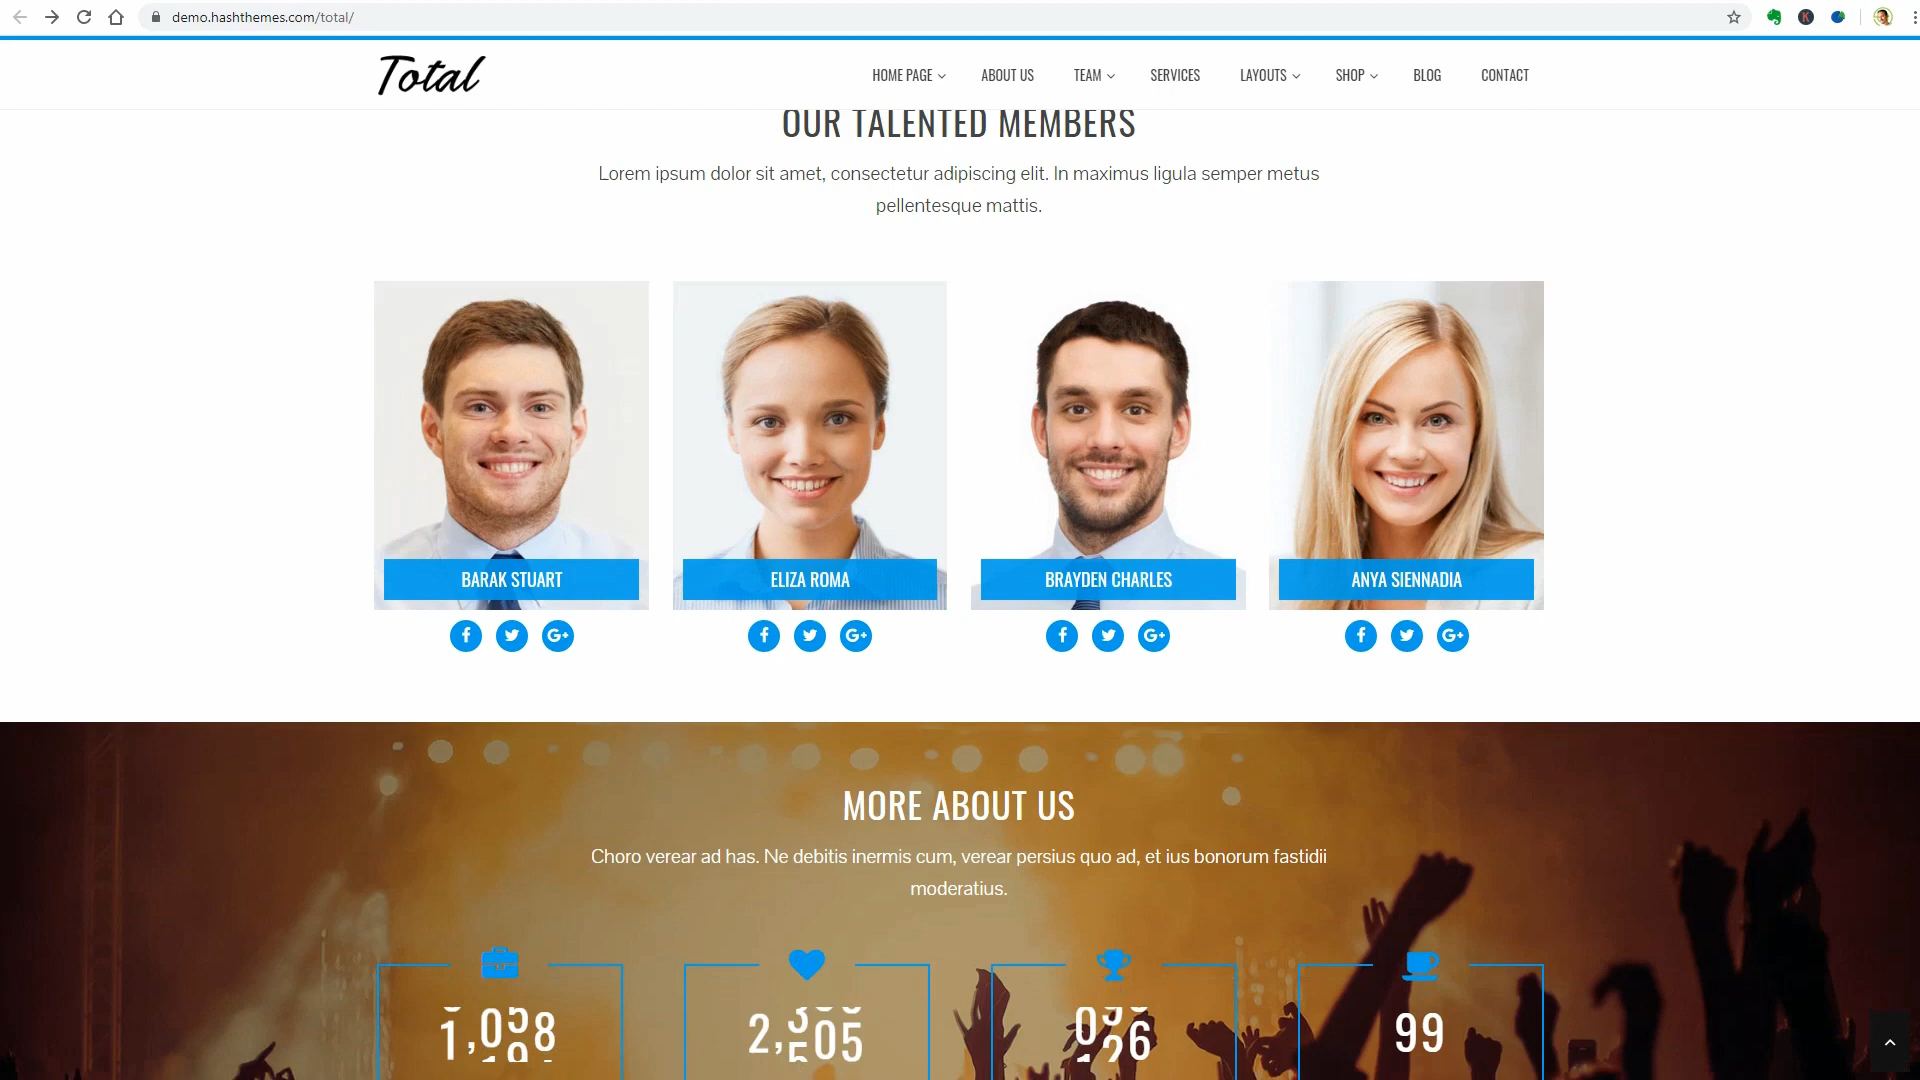 demo.hashthemes.com/total/
Total
HOME PAGE ABOUT US TEAM SERVICES LAYOUTS SHOP BLOG CONTACT
OUR TALENTED MEMBERS
Lorem ipsum dolor sit amet, consectetur adipiscing elit. In maximus ligula semper metus
pellentesque mattis.
BARAK STUART ELIZA ROMA BRAYDEN CHARLES ANYA SIENNADIA
MORE ABOUT US
Choro verear ad has. Ne debitis inermis cum, verear persius quo ad, et ius bonorum fastidii
moderatius.
99